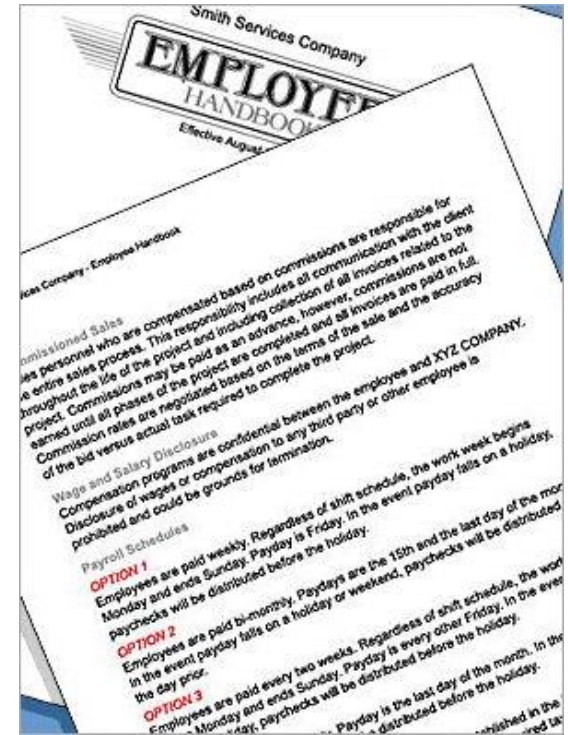 Smith Services Company
EMPLOYEE
HANDBOO
Effective August
ices Company - Employee Handbook
mmissioned Sales
les personnel who are compensated based on commissions are responsible for
e entire sales process. This responsibility includes all communication with the client
hroughout the life of the project and including collection of all invoices related to the
project. Commissions may be paid as an advance, however, commissions are not
earned until all phases of the project are completed and all invoices are paid in full.
Commission rates are negotiated based on the terms of the sale and the accuracy
of the bid versus actual task required to complete the project.
Wage and Salary Disclosure
Compensation programs are confidential between the employee and XYZ COMPANY.
Disclosure of wages or compensation to any third party or other employee is
prohibited and could be grounds for termination.
Payroll Schedules
OPTION 1
Employees are paid weekly. Regardless of shift schedule, the work week begins
Monday and ends Sunday. Payday is Friday. In the event payday falls on a holiday,
paychecks will be distributed before the holiday.
OPTION 2
Employees are paid bi-monthly. Paydays are the 15th and the last day of the mon
In the event payday falls on a holiday or weekend, paychecks will be distributed
the day prior.
OPTION 3
Employees are paid every two weeks. Regardless of shift schedule, the work
Monday and ends Sunday. Payday is every other Friday. In the eve
iday, paychecks will be distributed before the holiday.
Payday is the last day of the month. In the
distributed before the holiday.
ablished in the
ired ta